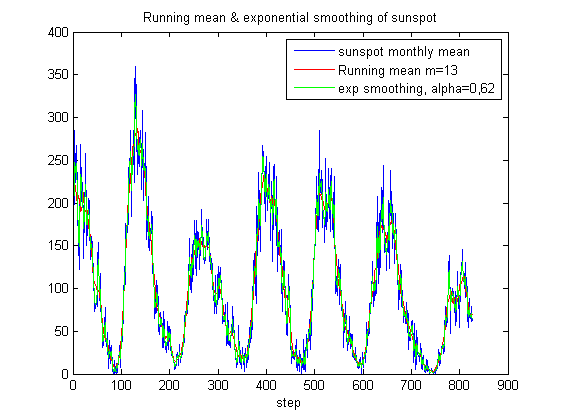 Running mean & exponential smoothing of sunspot
sunspot monthly mean
Running mean m=13
exp smoothing, alpha=0,62
400
350
300
250
200
150
100
50
0
0 100 200 300 400 500 600 700 800 900
step